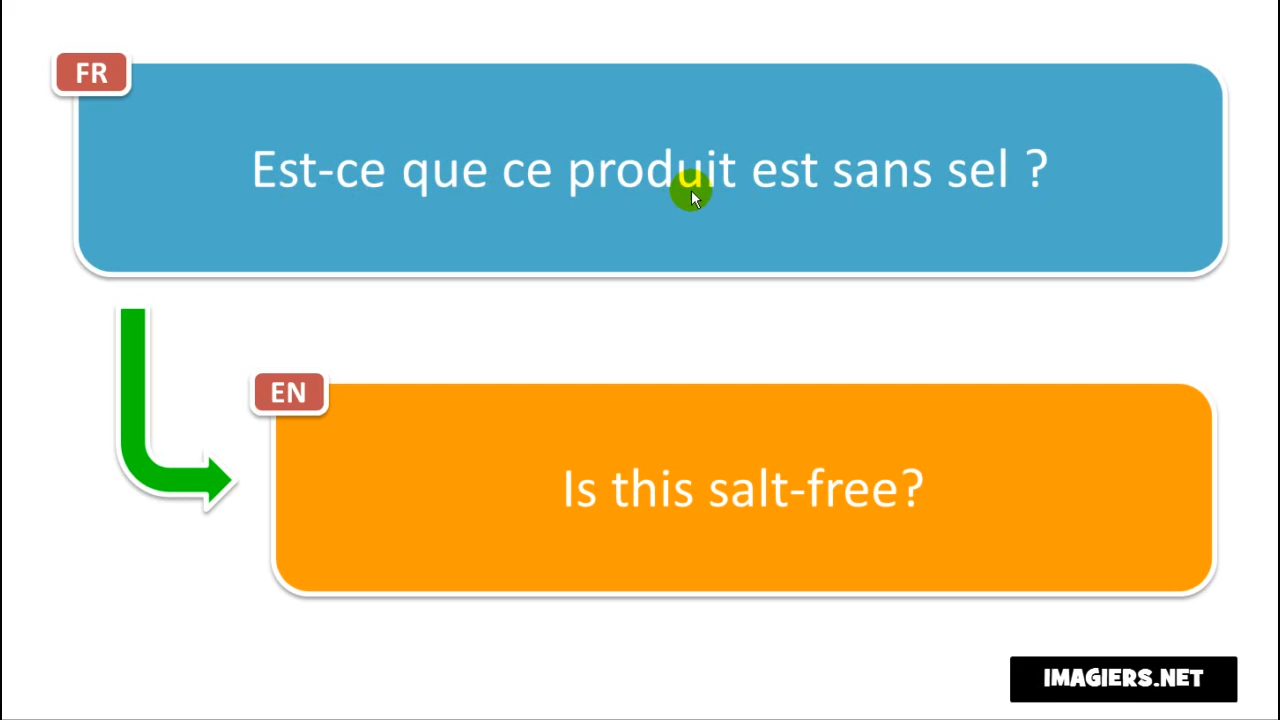 FR
Est-ce que ce produit est sans sel ?
EN
Is this salt-free?
IMAGIERS.NET